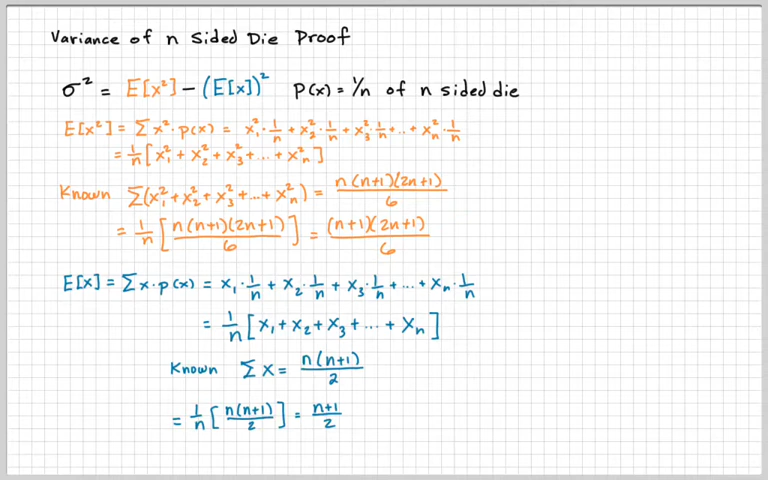 Variance of n Sided Die Proof
σ² = E[x²] − (E[x])² P(x) = 1/n of n sided die
E[x²] = Σ x² · p(x) = x₁² · 1/n + x₂² · 1/n + x₃² · 1/n + ... + xₙ² · 1/n
= 1/n [x₁² + x₂² + x₃² + ... + xₙ²]
Known Σ(x₁² + x₂² + x₃² + ... + xₙ²) = n(n+1)(2n+1)/6
= 1/n [n(n+1)(2n+1)/6] = (n+1)(2n+1)/6
E[x] = Σ x · p(x) = x₁ · 1/n + x₂ · 1/n + x₃ · 1/n + ... + xₙ · 1/n
= 1/n [x₁ + x₂ + x₃ + ... + xₙ]
Known Σ x = n(n+1)/2
= 1/n [n(n+1)/2] = n+1/2